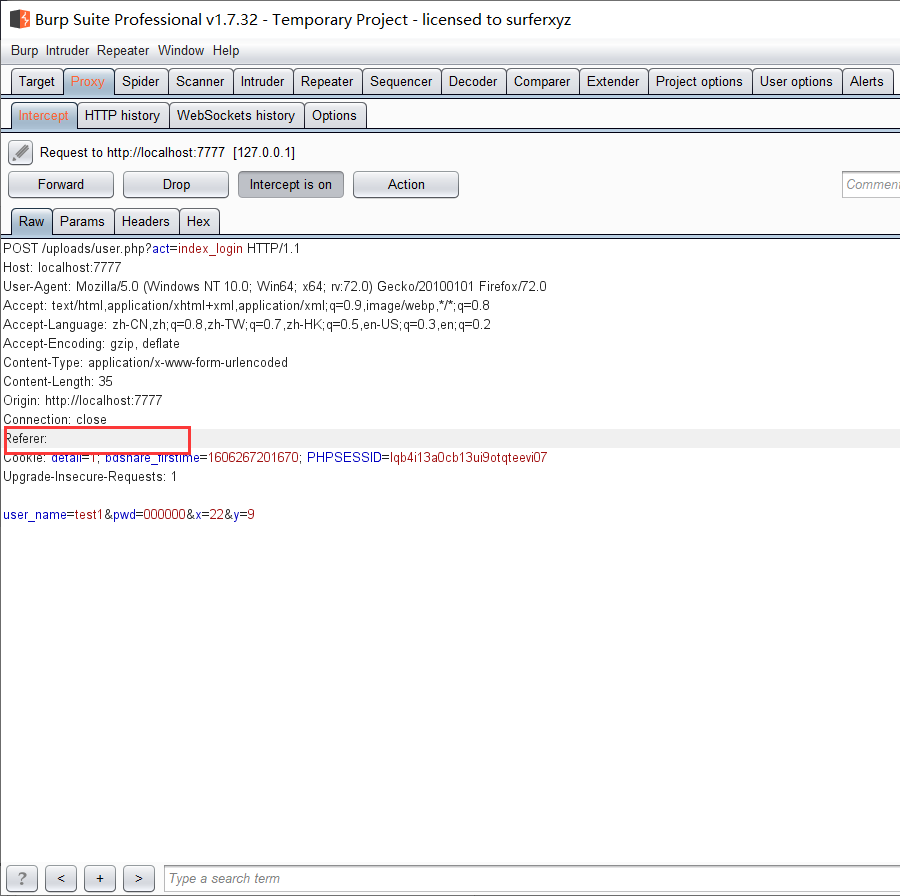 Burp Suite Professional v1.7.32 - Temporary Project - licensed to surferxyz
Burp Intruder Repeater Window Help
Target Proxy Spider Scanner Intruder Repeater Sequencer Decoder Comparer Extender Project options User options Alerts
Intercept HTTP history WebSockets history Options
Request to http://localhost:7777 [127.0.0.1]
Forward Drop Intercept is on Action Comment
Raw Params Headers Hex
POST /uploads/user.php?act=index_login HTTP/1.1
Host: localhost:7777
User-Agent: Mozilla/5.0 (Windows NT 10.0; Win64; x64; rv:72.0) Gecko/20100101 Firefox/72.0
Accept: text/html,application/xhtml+xml,application/xml;q=0.9,image/webp,*/*;q=0.8
Accept-Language: zh-CN,zh;q=0.8,zh-TW;q=0.7,zh-HK;q=0.5,en-US;q=0.3,en;q=0.2
Accept-Encoding: gzip, deflate
Content-Type: application/x-www-form-urlencoded
Content-Length: 35
Origin: http://localhost:7777
Connection: close
Referer:
Cookie: detail=1; bdshare_firstime=1606267201670; PHPSESSID=lqb4i13a0cb13ui9otqteevi07
Upgrade-Insecure-Requests: 1
user_name=test1&pwd=000000&x=22&y=9
? < + > Type a search term